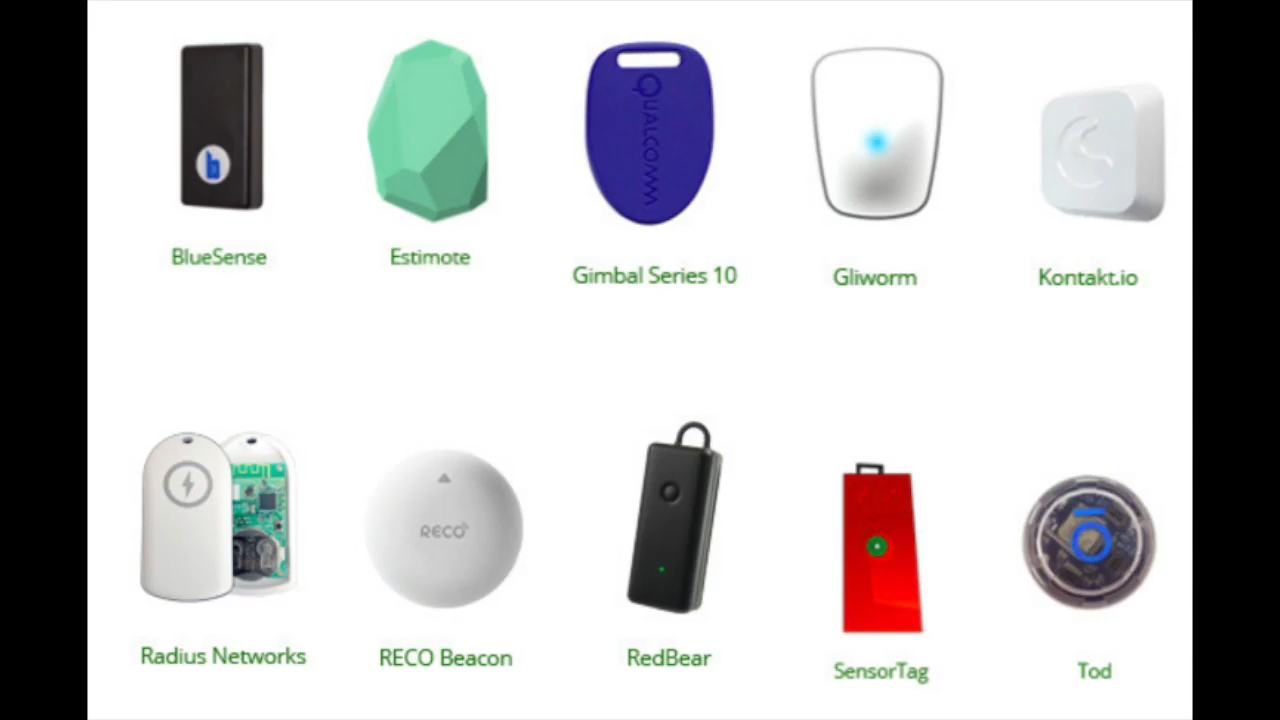 QUALCOMM
BlueSense
Estimote
Gimbal Series 10
Gliworm
Kontakt.io
RECO
Radius Networks
RECO Beacon
RedBear
SensorTag
Tod